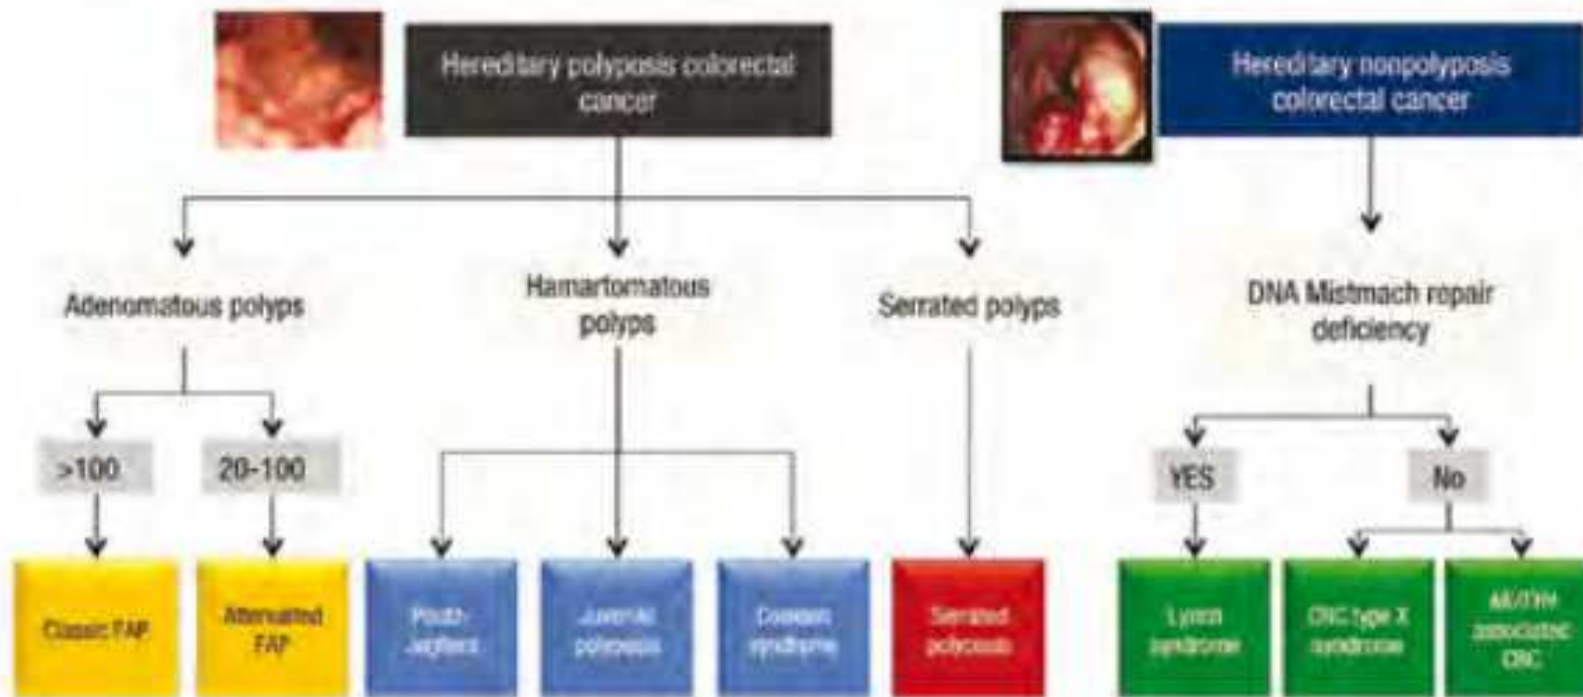 Hereditary polyposis colorectal
cancer
Hereditary nonpolyposis
colorectal cancer
Adenomatous polyps
Hamartomatous
polyps
Serrated polyps
DNA Mistmach repair
deficiency
>100
20-100
YES
No
Classic FAP
Attenuated
FAP
Juvenile
polyposis
Cowden
syndrome
Serrated
polyposis
Lynch
syndrome
CRC type X
syndrome
associated
CRC